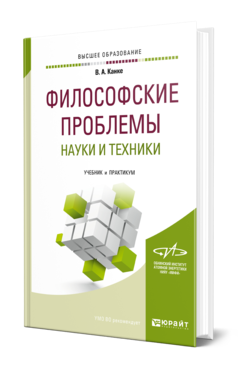 ВЫСШЕЕ ОБРАЗОВАНИЕ
В. А. Канке
ФИЛОСОФСКИЕ
ПРОБЛЕМЫ
НАУКИ И ТЕХНИКИ
УЧЕБНИК и ПРАКТИКУМ
юрайт